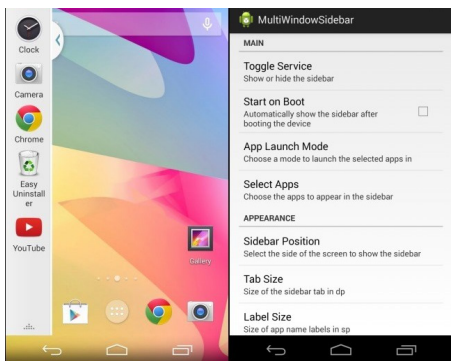 Clock
Camera
Chrome
Easy
Uninstall
er
YouTube
Gallery
MultiWindowSidebar
MAIN
Toggle Service
Show or hide the sidebar
Start on Boot
Automatically show the sidebar after
booting the device
App Launch Mode
Choose a mode to launch the selected apps in
Select Apps
Choose the apps to appear in the sidebar
APPEARANCE
Sidebar Position
Select the side of the screen to show the sidebar
Tab Size
Size of the sidebar tab in dp
Label Size
Size of app name labels in sp